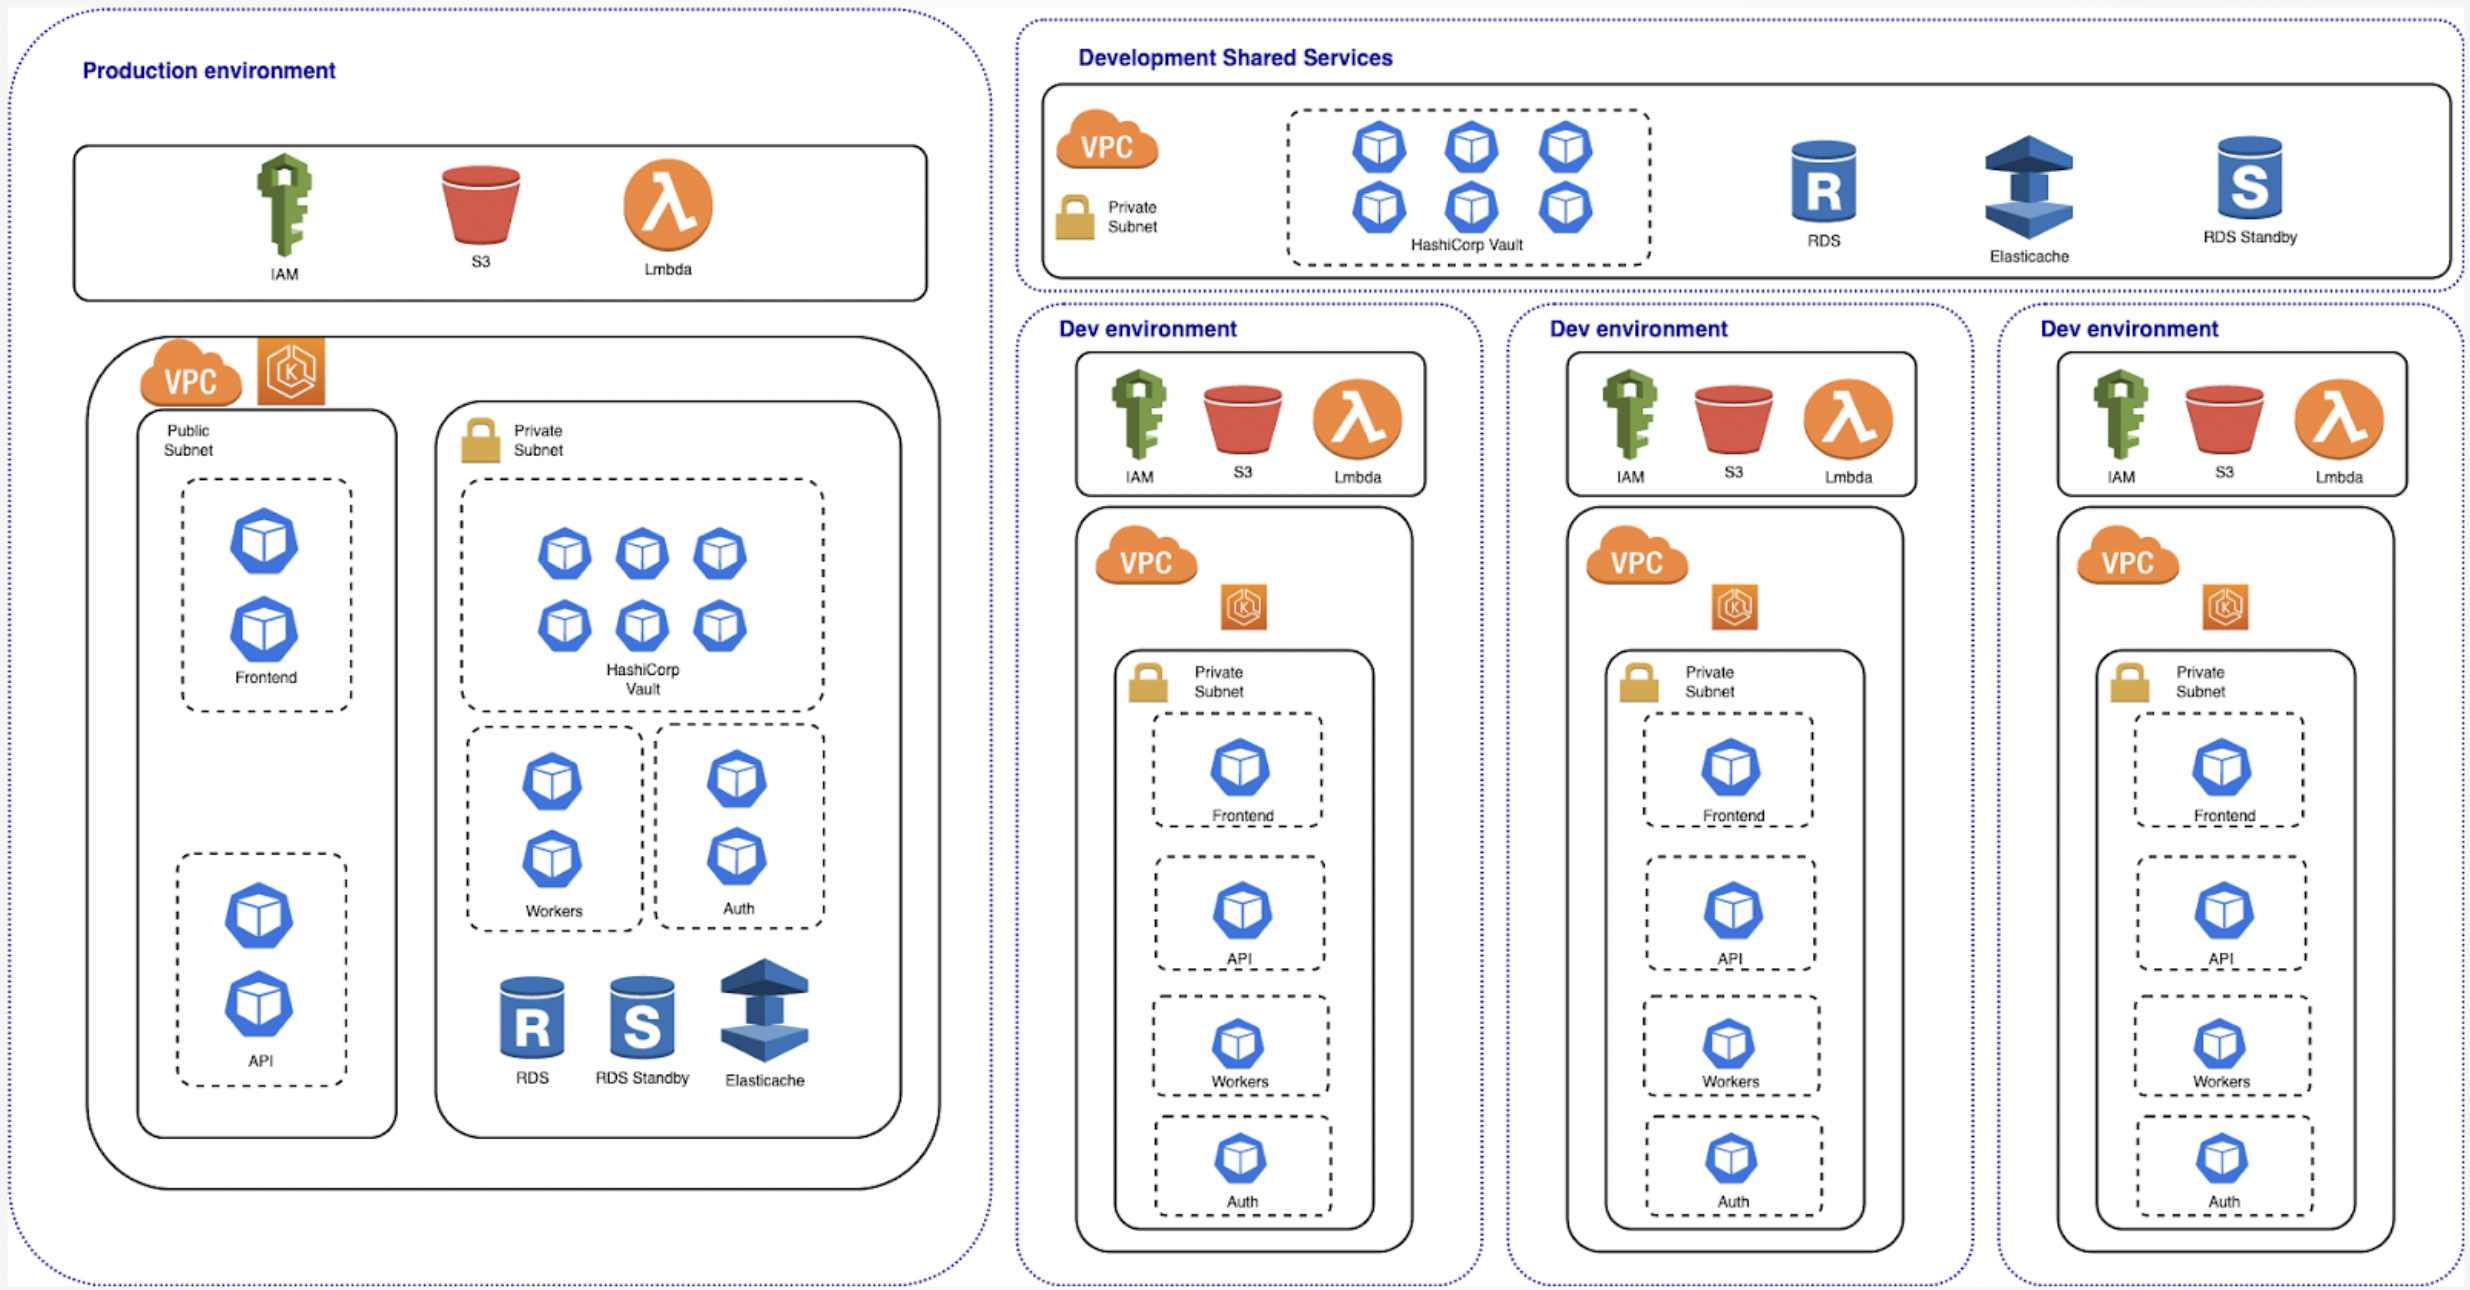 Production environment
IAM
S3
Lmbda
VPC
K
Public
Subnet
Frontend
API
Private
Subnet
HashiCorp
Vault
Workers
Auth
R
RDS
S
RDS Standby
Elasticache
Development Shared Services
VPC
Private
Subnet
HashiCorp Vault
R
RDS
Elasticache
S
RDS Standby
Dev environment
IAM
S3
Lmbda
VPC
K
Private
Subnet
Frontend
API
Workers
Auth
Dev environment
IAM
S3
Lmbda
VPC
K
Private
Subnet
Frontend
API
Workers
Auth
Dev environment
IAM
S3
Lmbda
VPC
K
Private
Subnet
Frontend
API
Workers
Auth